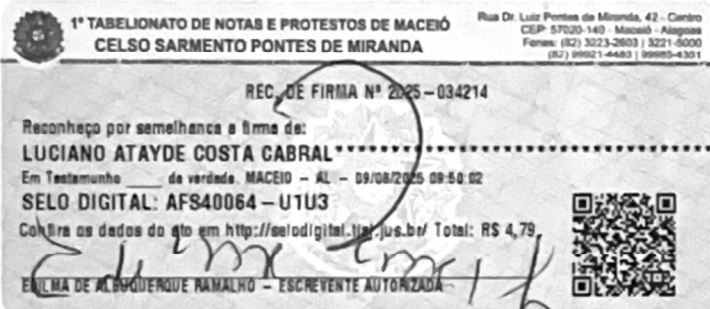 1º TABELIONATO DE NOTAS E PROTESTOS DE MACEIÓ
CELSO SARMENTO PONTES DE MIRANDA
Rua Dr. Luiz Pontes de Miranda, 42 - Centro
CEP: 57020-140 - Maceió - Alagoas
Fones: (82) 3223-2603 | 3221-5000
(82) 99921-4483 | 99985-4301
REC. DE FIRMA Nº 2025-034214
Reconheço por semelhanca a firma de:
LUCIANO ATAYDE COSTA CABRAL
Em Testemunho ____ da verdade. MACEIO - AL - 09/06/2025 09:50:02
SELO DIGITAL: AFS40064-U1U3
Confira os dados do ato em http://selodigital.tjal.jus.br/ Total: R$ 4,79
EDILMA DE ALBUQUERQUE RAMALHO - ESCREVENTE AUTORIZADA